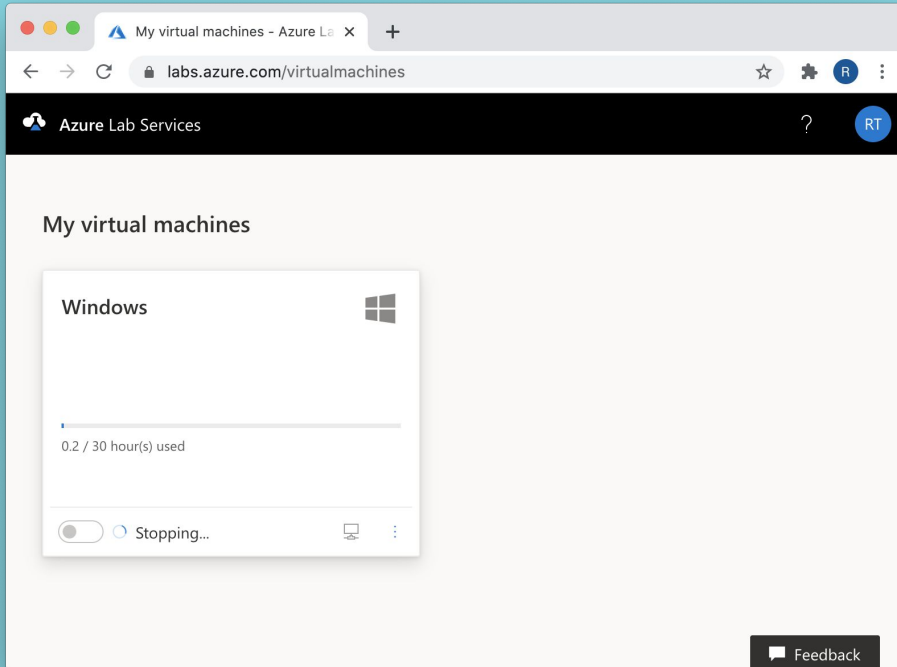 My virtual machines - Azure La
labs.azure.com/virtualmachines
R
Azure Lab Services
?
RT
My virtual machines
Windows
0.2 / 30 hour(s) used
Stopping...
Feedback